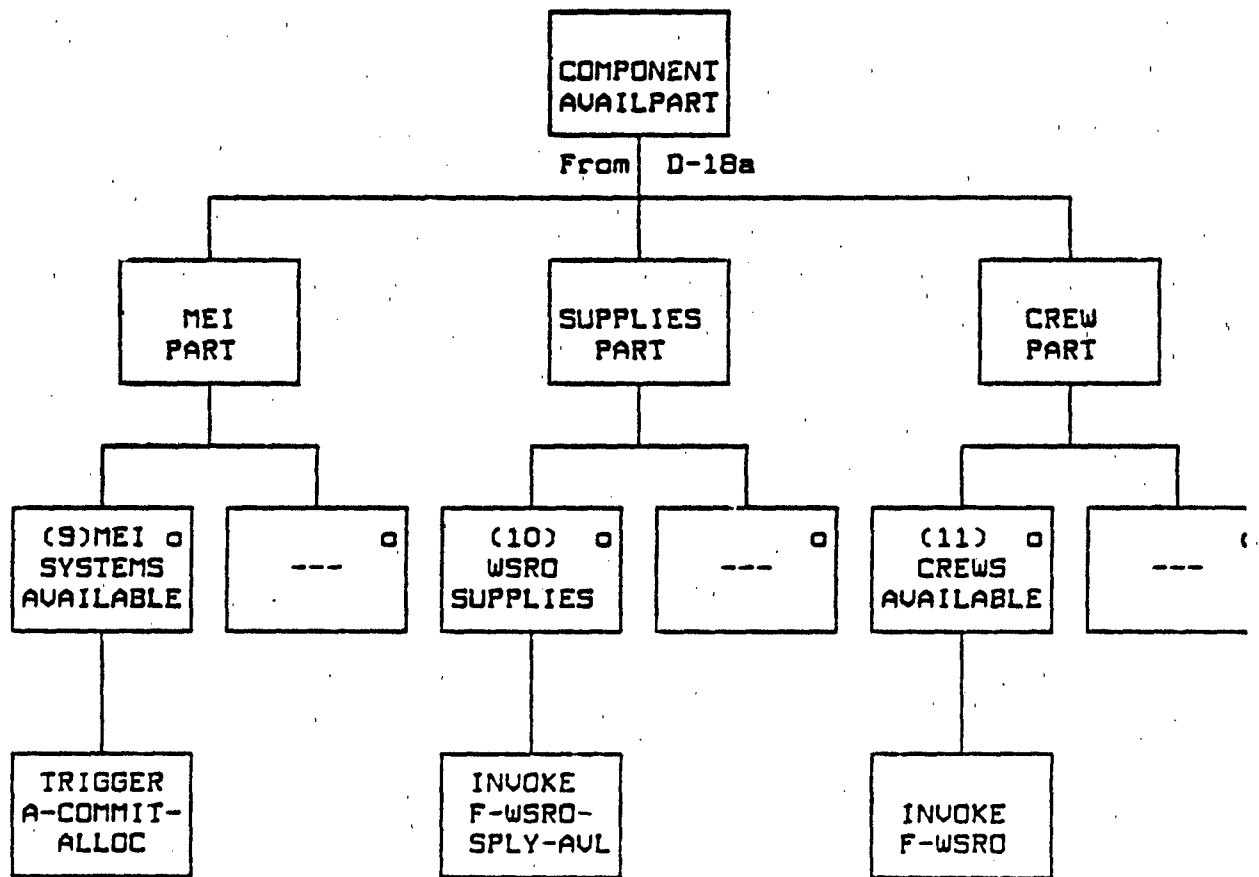 COMPONENT
AVAILPART
From D-18a
MEI
PART
SUPPLIES
PART
CREW
PART
(9)MEI o
SYSTEMS
AVAILABLE
o
---
(10) o
WSRO
SUPPLIES
o
---
(11) o
CREWS
AVAILABLE
---
TRIGGER
A-COMMIT-
ALLOC
INVOKE
F-WSRO-
SPLY-AVL
INVOKE
F-WSRO